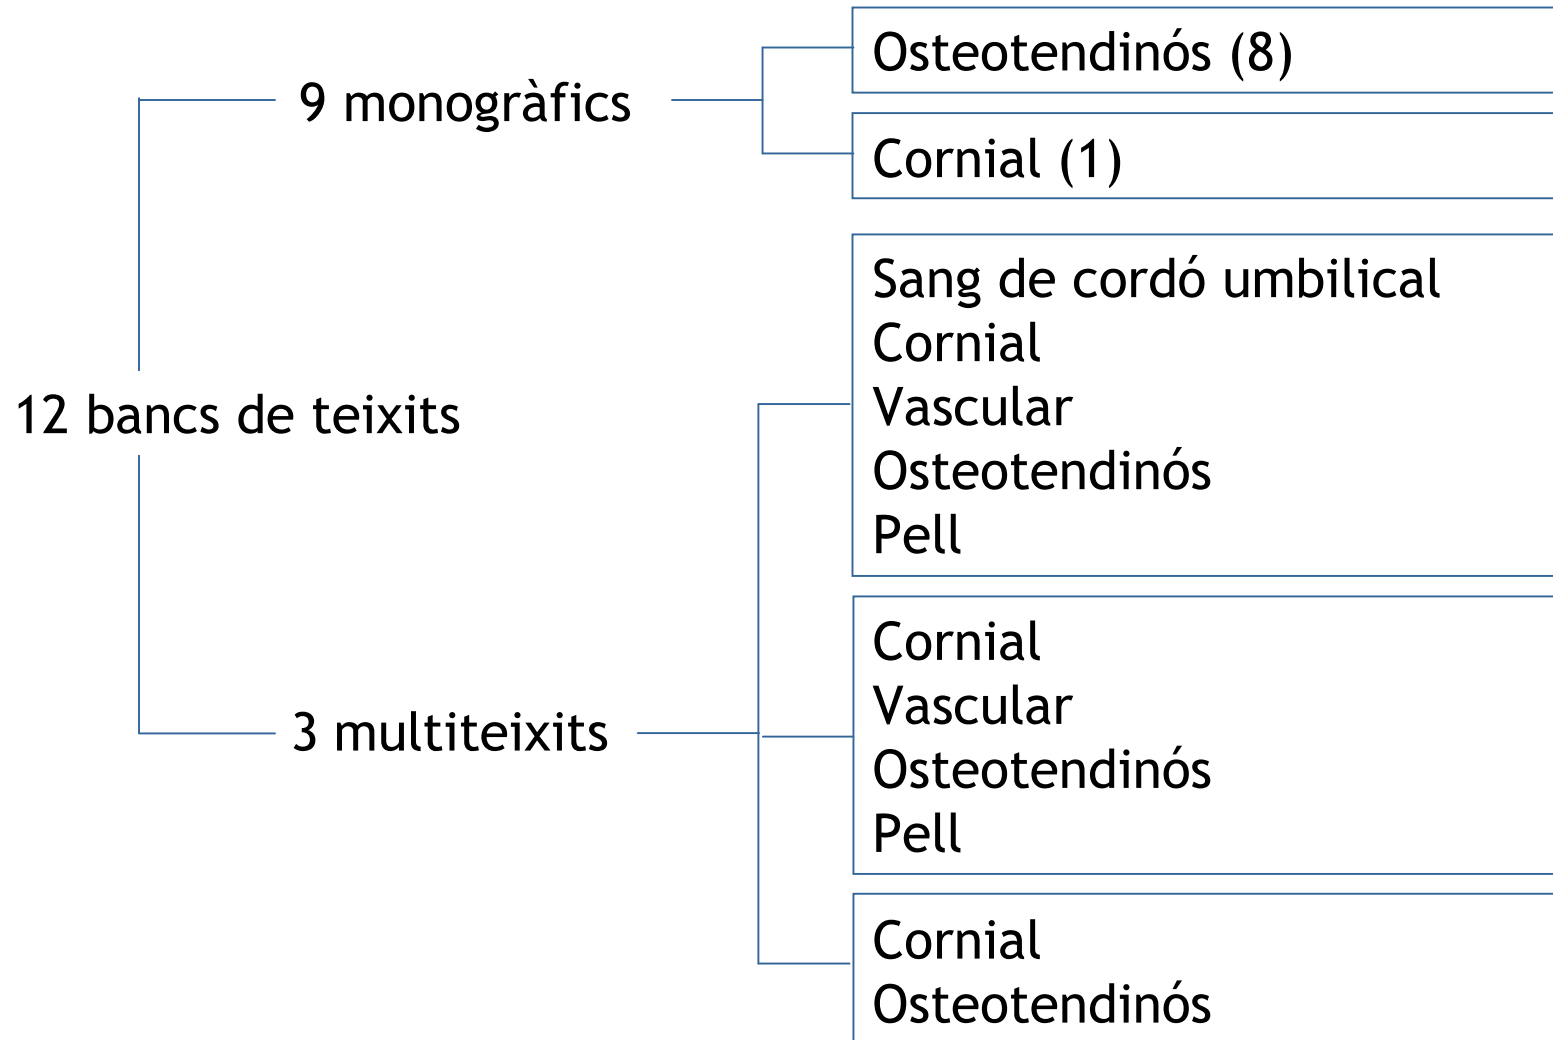 12 bancs de teixits
9 monogràfics
Osteotendinós (8)
Cornial (1)
3 multiteixits
Sang de cordó umbilical
Cornial
Vascular
Osteotendinós
Pell
Cornial
Vascular
Osteotendinós
Pell
Cornial
Osteotendinós